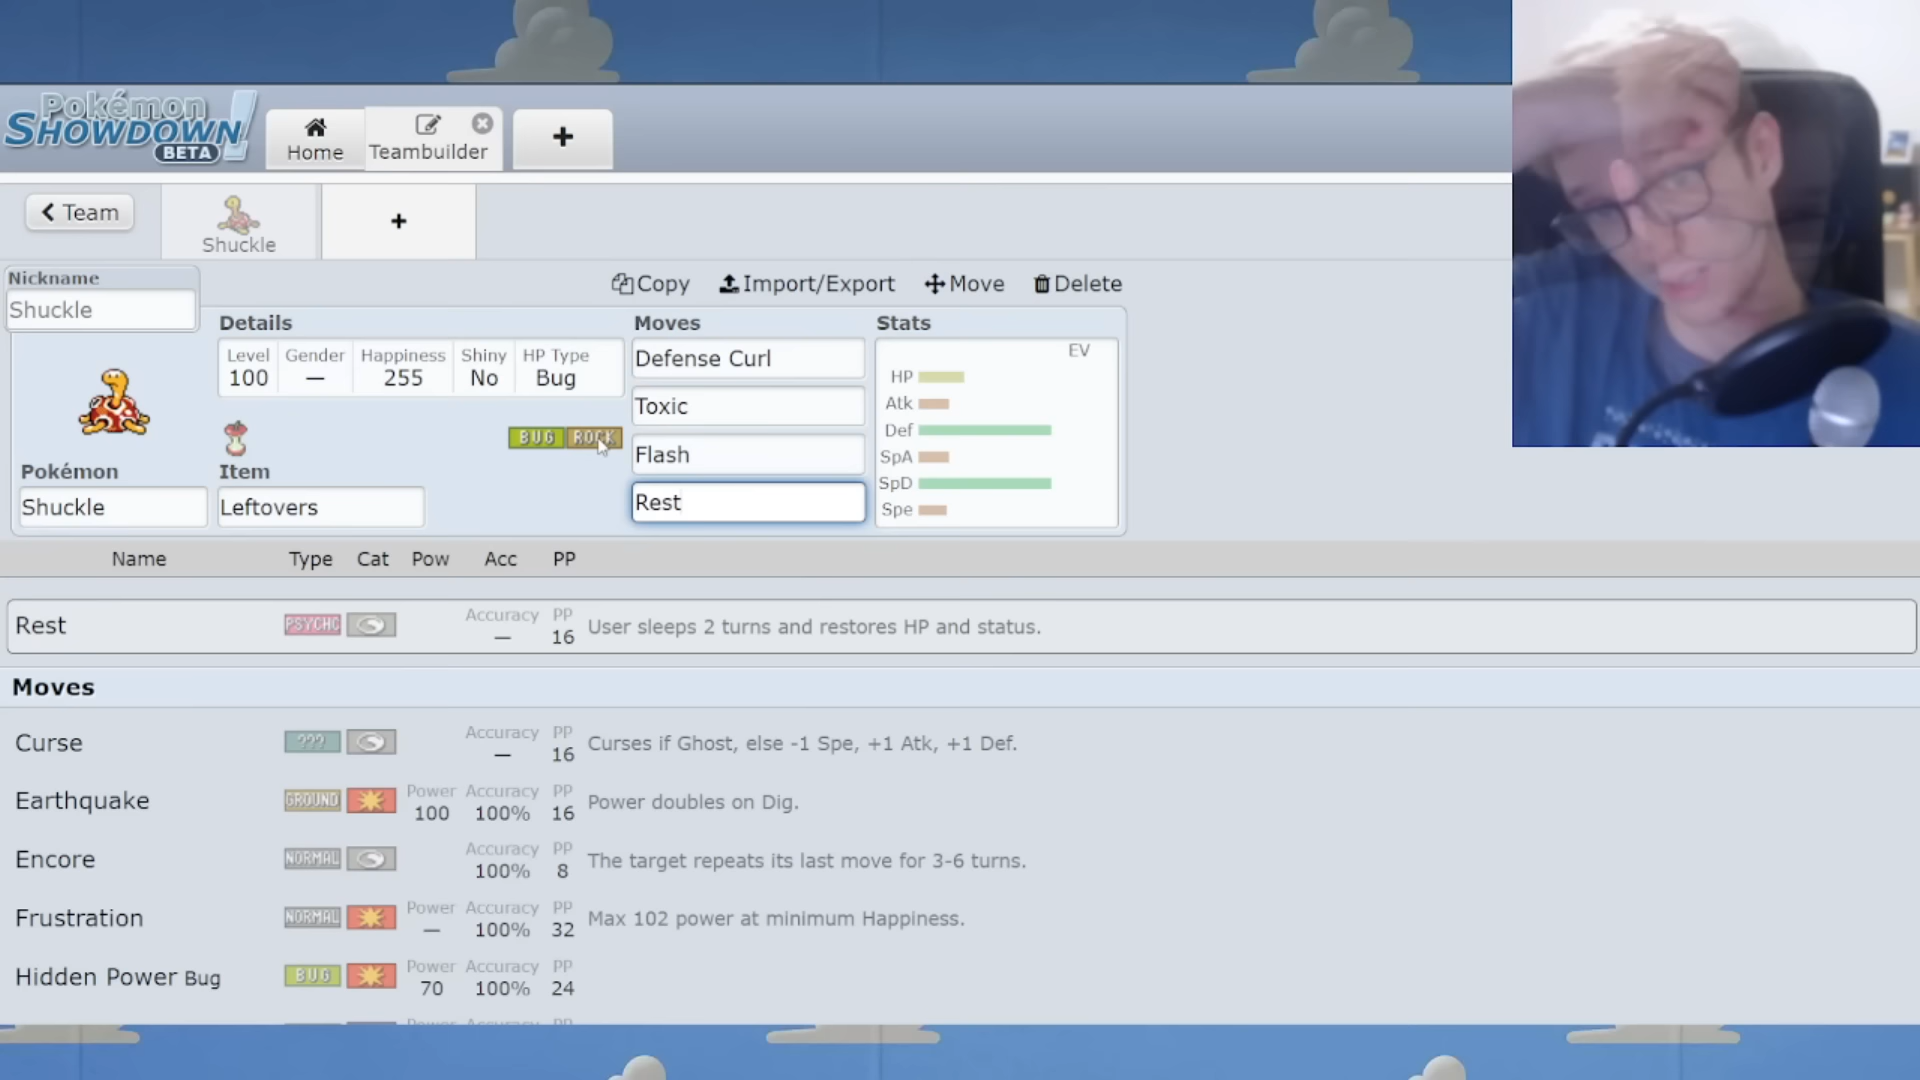 Pokémon
SHOWDOWN!
BETA
Home
Teambuilder
+
Team
Shuckle
+
Nickname
Shuckle
Copy
Import/Export
Move
Delete
Details
Moves
Stats
Level
Gender
Happiness
Shiny
HP Type
100
—
255
No
Bug
Defense Curl
Toxic
Flash
Rest
EV
HP
Atk
Def
SpA
SpD
Spe
BUG
ROCK
Pokémon
Item
Shuckle
Leftovers
Name Type Cat Pow Acc PP
Rest PSYCHC Accuracy — PP 16 User sleeps 2 turns and restores HP and status.
Moves
Curse ??? Accuracy — PP 16 Curses if Ghost, else -1 Spe, +1 Atk, +1 Def.
Earthquake GROUND Power 100 Accuracy 100% PP 16 Power doubles on Dig.
Encore NORMAL Accuracy 100% PP 8 The target repeats its last move for 3-6 turns.
Frustration NORMAL Power — Accuracy 100% PP 32 Max 102 power at minimum Happiness.
Hidden Power Bug BUG Power 70 Accuracy 100% PP 24